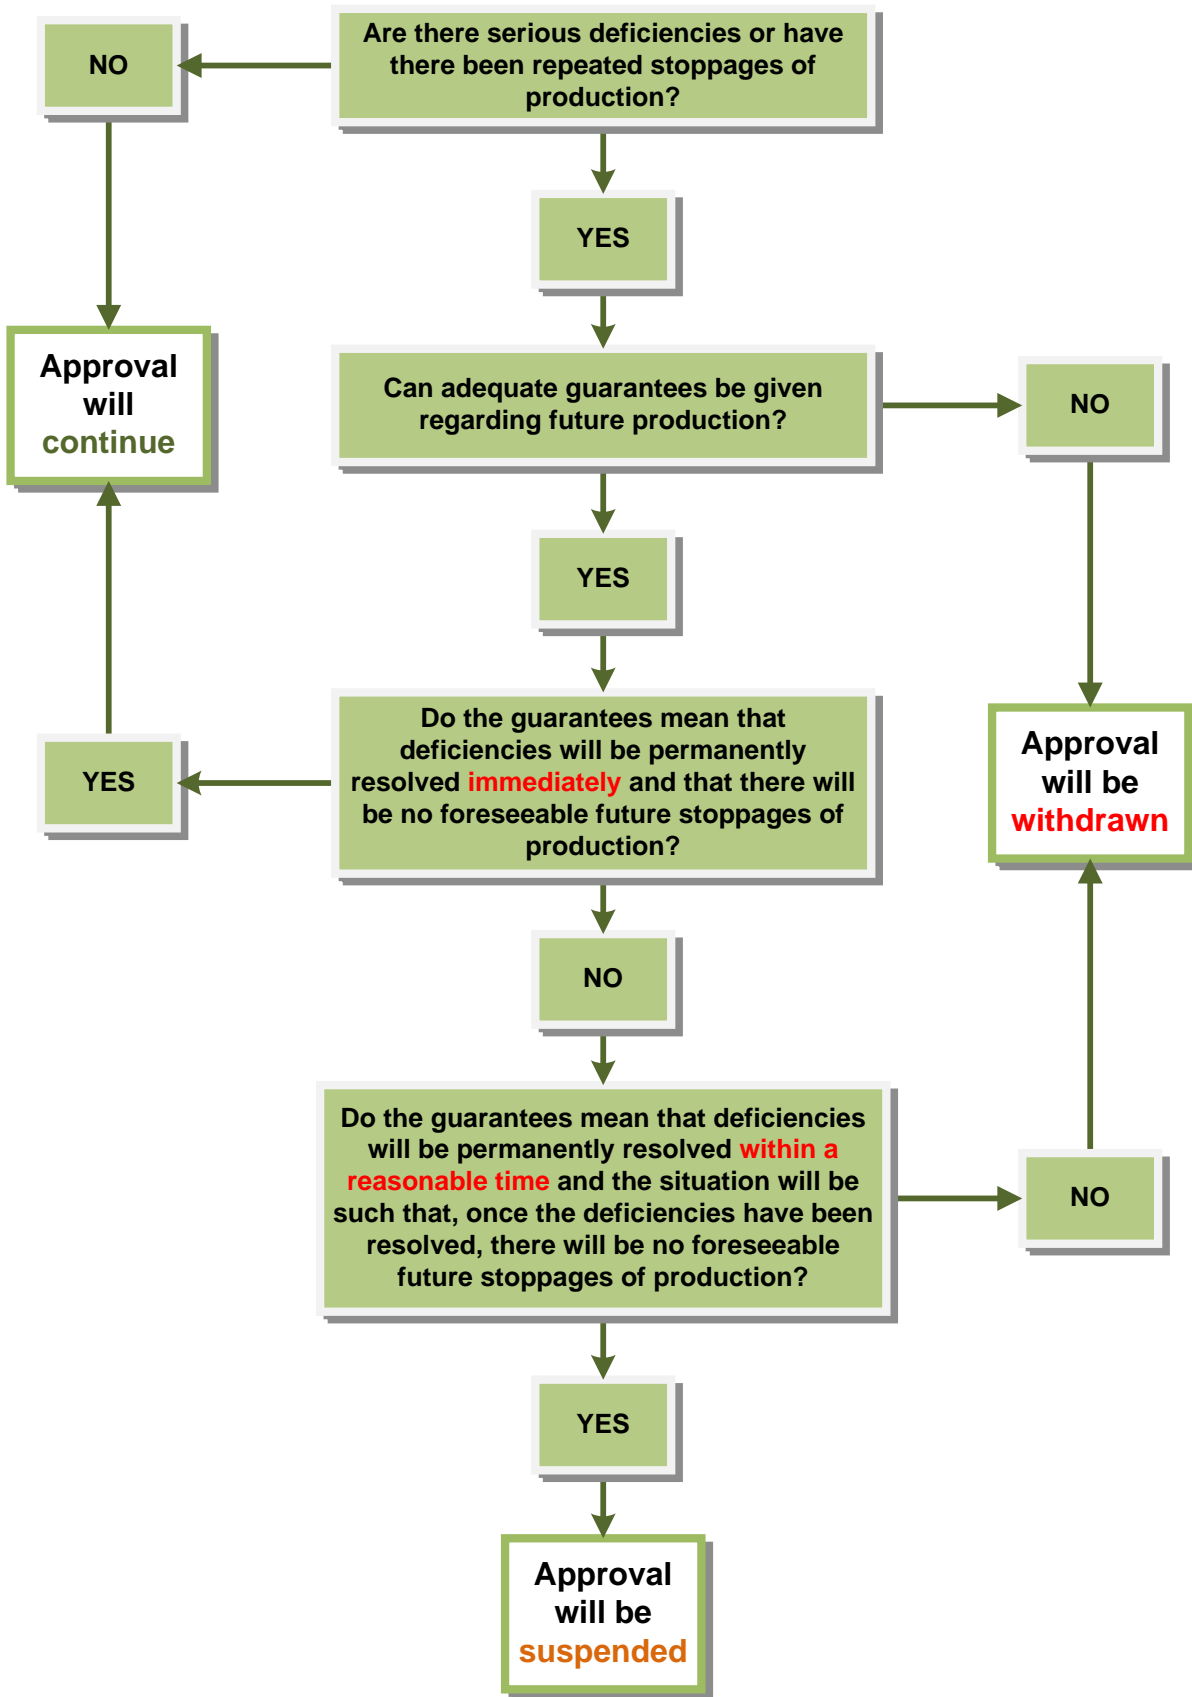 Are there serious deficiencies or have
there been repeated stoppages of
production?
NO
YES
Approval
will
continue
Can adequate guarantees be given
regarding future production?
NO
YES
Do the guarantees mean that
deficiencies will be permanently
resolved immediately and that there will
be no foreseeable future stoppages of
production?
YES
Approval
will be
withdrawn
NO
Do the guarantees mean that deficiencies
will be permanently resolved within a
reasonable time and the situation will be
such that, once the deficiencies have been
resolved, there will be no foreseeable
future stoppages of production?
NO
YES
Approval
will be
suspended